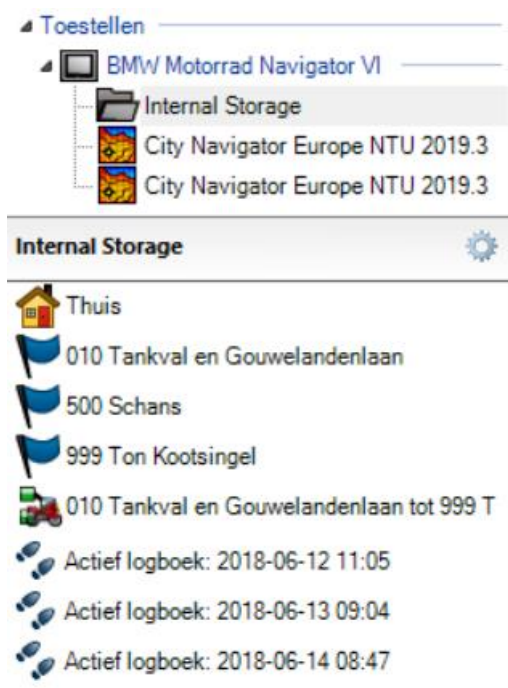 Toestellen
BMW Motorrad Navigator VI
Internal Storage
City Navigator Europe NTU 2019.3
City Navigator Europe NTU 2019.3
Internal Storage
Thuis
010 Tankval en Gouwelandenlaan
500 Schans
999 Ton Kootsingel
010 Tankval en Gouwelandenlaan tot 999 T
Actief logboek: 2018-06-12 11:05
Actief logboek: 2018-06-13 09:04
Actief logboek: 2018-06-14 08:47